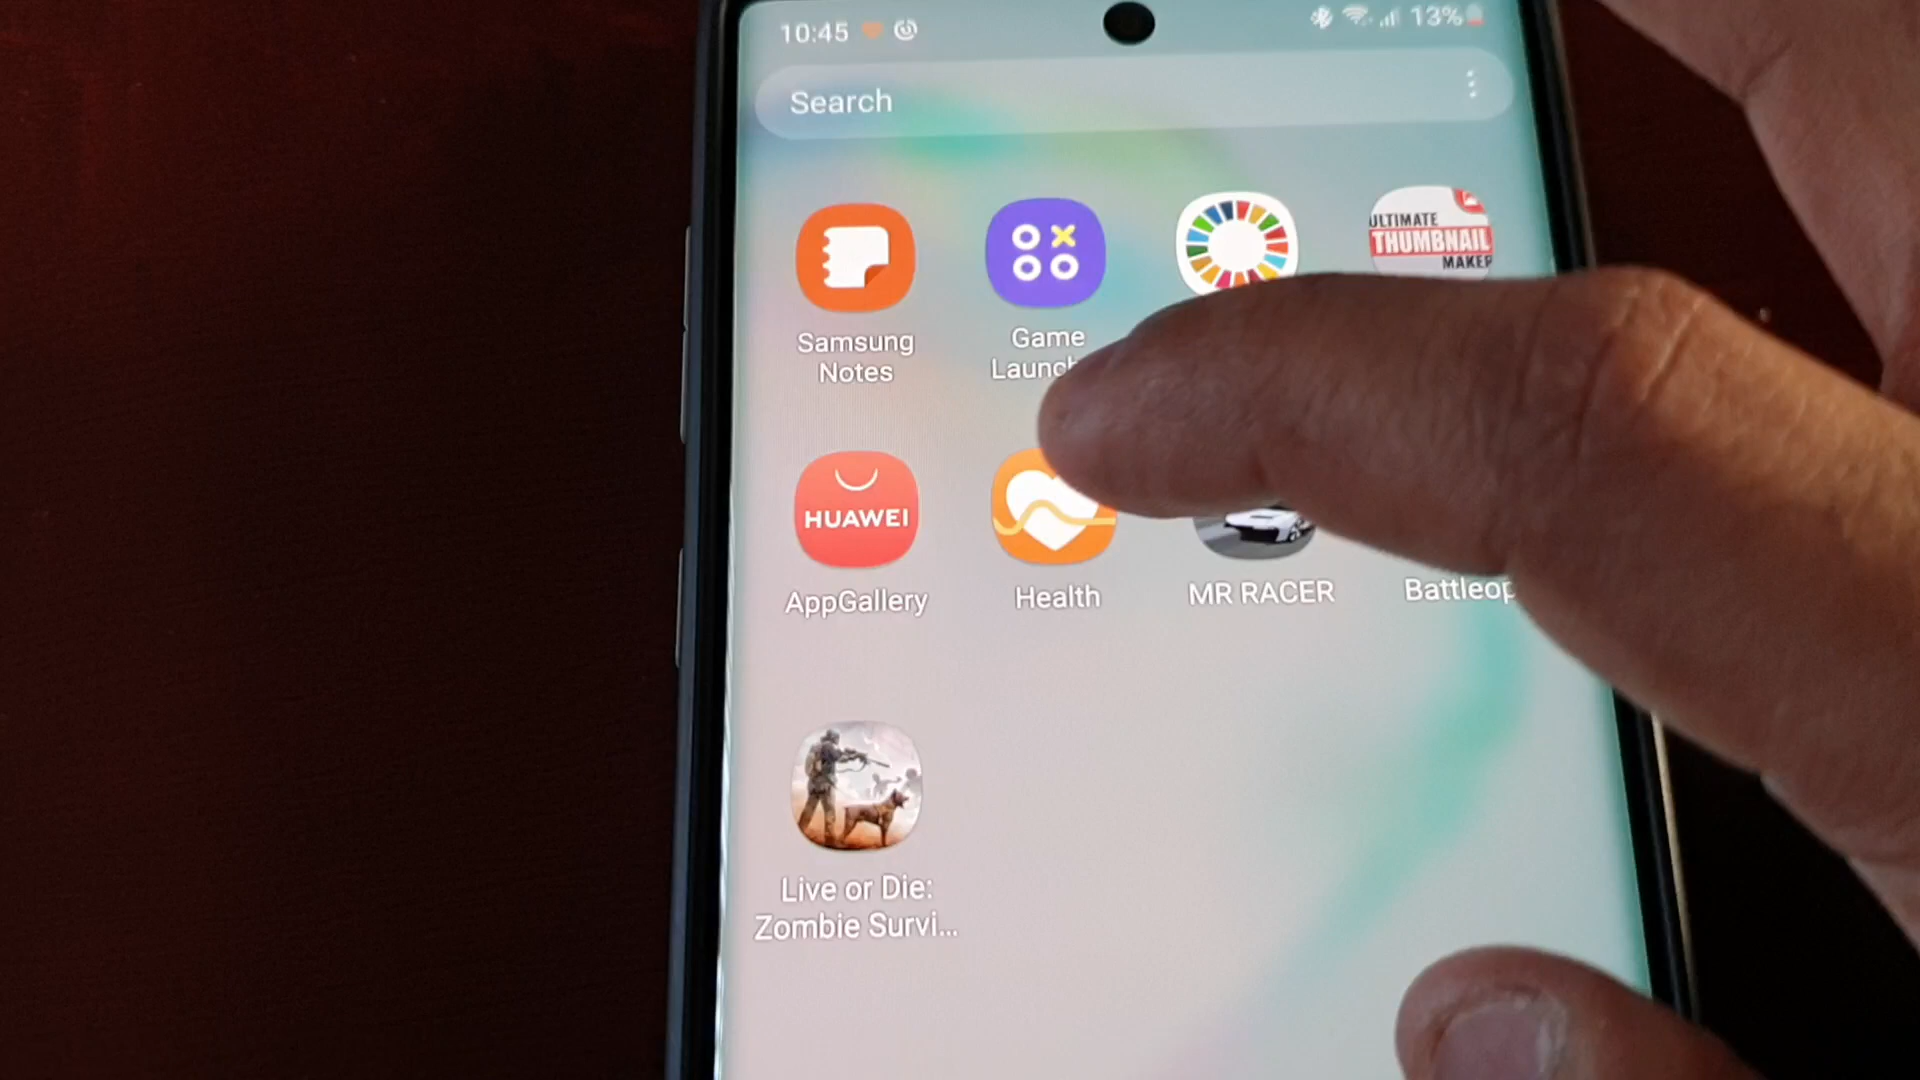 10:45
13%
Search
ULTIMATE
THUMBNAIL
MAKER
Samsung
Notes
Game
Launch
HUAWEI
AppGallery
Health
MR RACER
Battleop
Live or Die:
Zombie Survi...